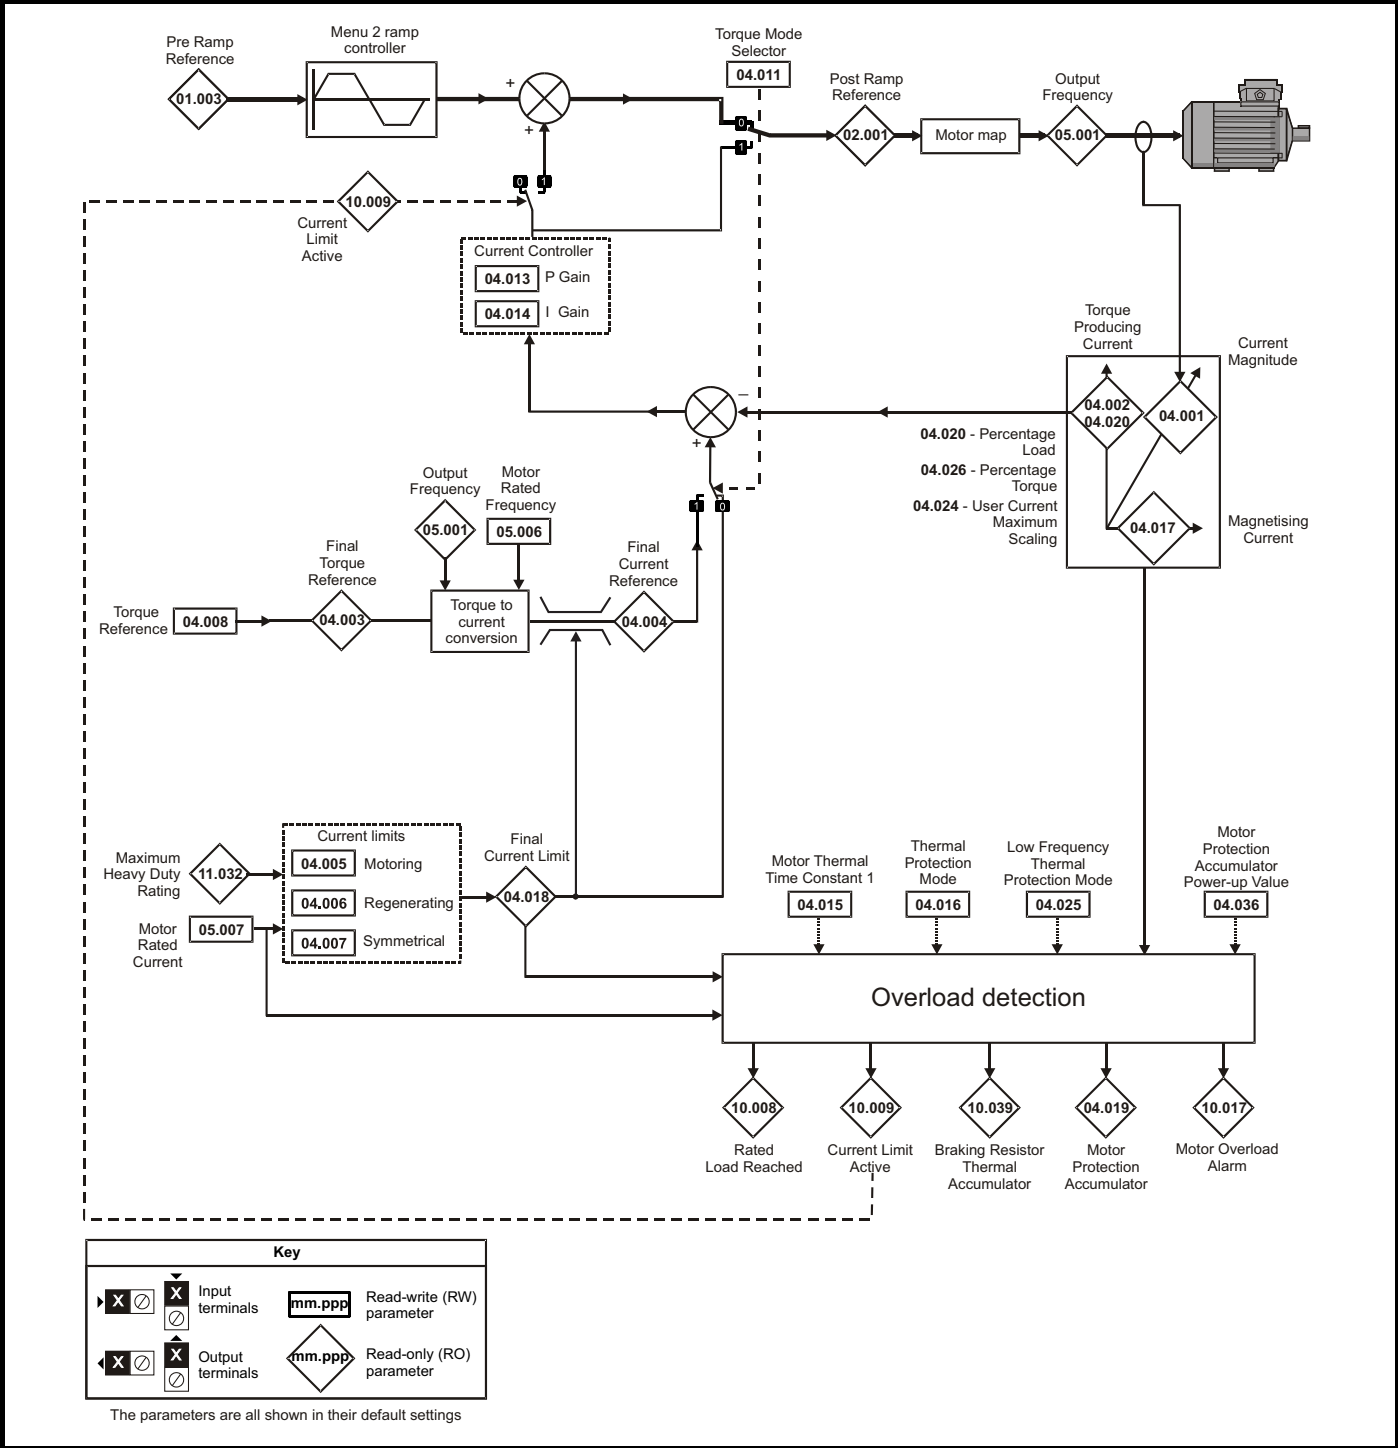 Pre Ramp
Reference
01.003
Menu 2 ramp
controller
+
+
Torque Mode
Selector
04.011
0
1
Post Ramp
Reference
02.001
Motor map
Output
Frequency
05.001
0
1
10.009
Current
Limit
Active
Current Controller
04.013 P Gain
04.014 I Gain
Torque
Producing
Current
Current
Magnitude
04.002
04.020
04.001
04.017
Magnetising
Current
–
+
04.020 - Percentage
Load
04.026 - Percentage
Torque
04.024 - User Current
Maximum
Scaling
1
0
Output
Frequency
05.001
Motor
Rated
Frequency
05.006
Final
Torque
Reference
04.003
Final
Current
Reference
04.004
Torque
Reference
04.008
Torque to
current
conversion
Maximum
Heavy Duty
Rating
11.032
Motor
Rated
Current
05.007
Current limits
04.005 Motoring
04.006 Regenerating
04.007 Symmetrical
Final
Current Limit
04.018
Motor Thermal
Time Constant 1
04.015
Thermal
Protection
Mode
04.016
Low Frequency
Thermal
Protection Mode
04.025
Motor
Protection
Accumulator
Power-up Value
04.036
Overload detection
10.008
Rated
Load Reached
10.009
Current Limit
Active
10.039
Braking Resistor
Thermal
Accumulator
04.019
Motor
Protection
Accumulator
10.017
Motor Overload
Alarm
Key
X
X
Input
terminals
mm.ppp
Read-write (RW)
parameter
X
X
Output
terminals
mm.ppp
Read-only (RO)
parameter
The parameters are all shown in their default settings